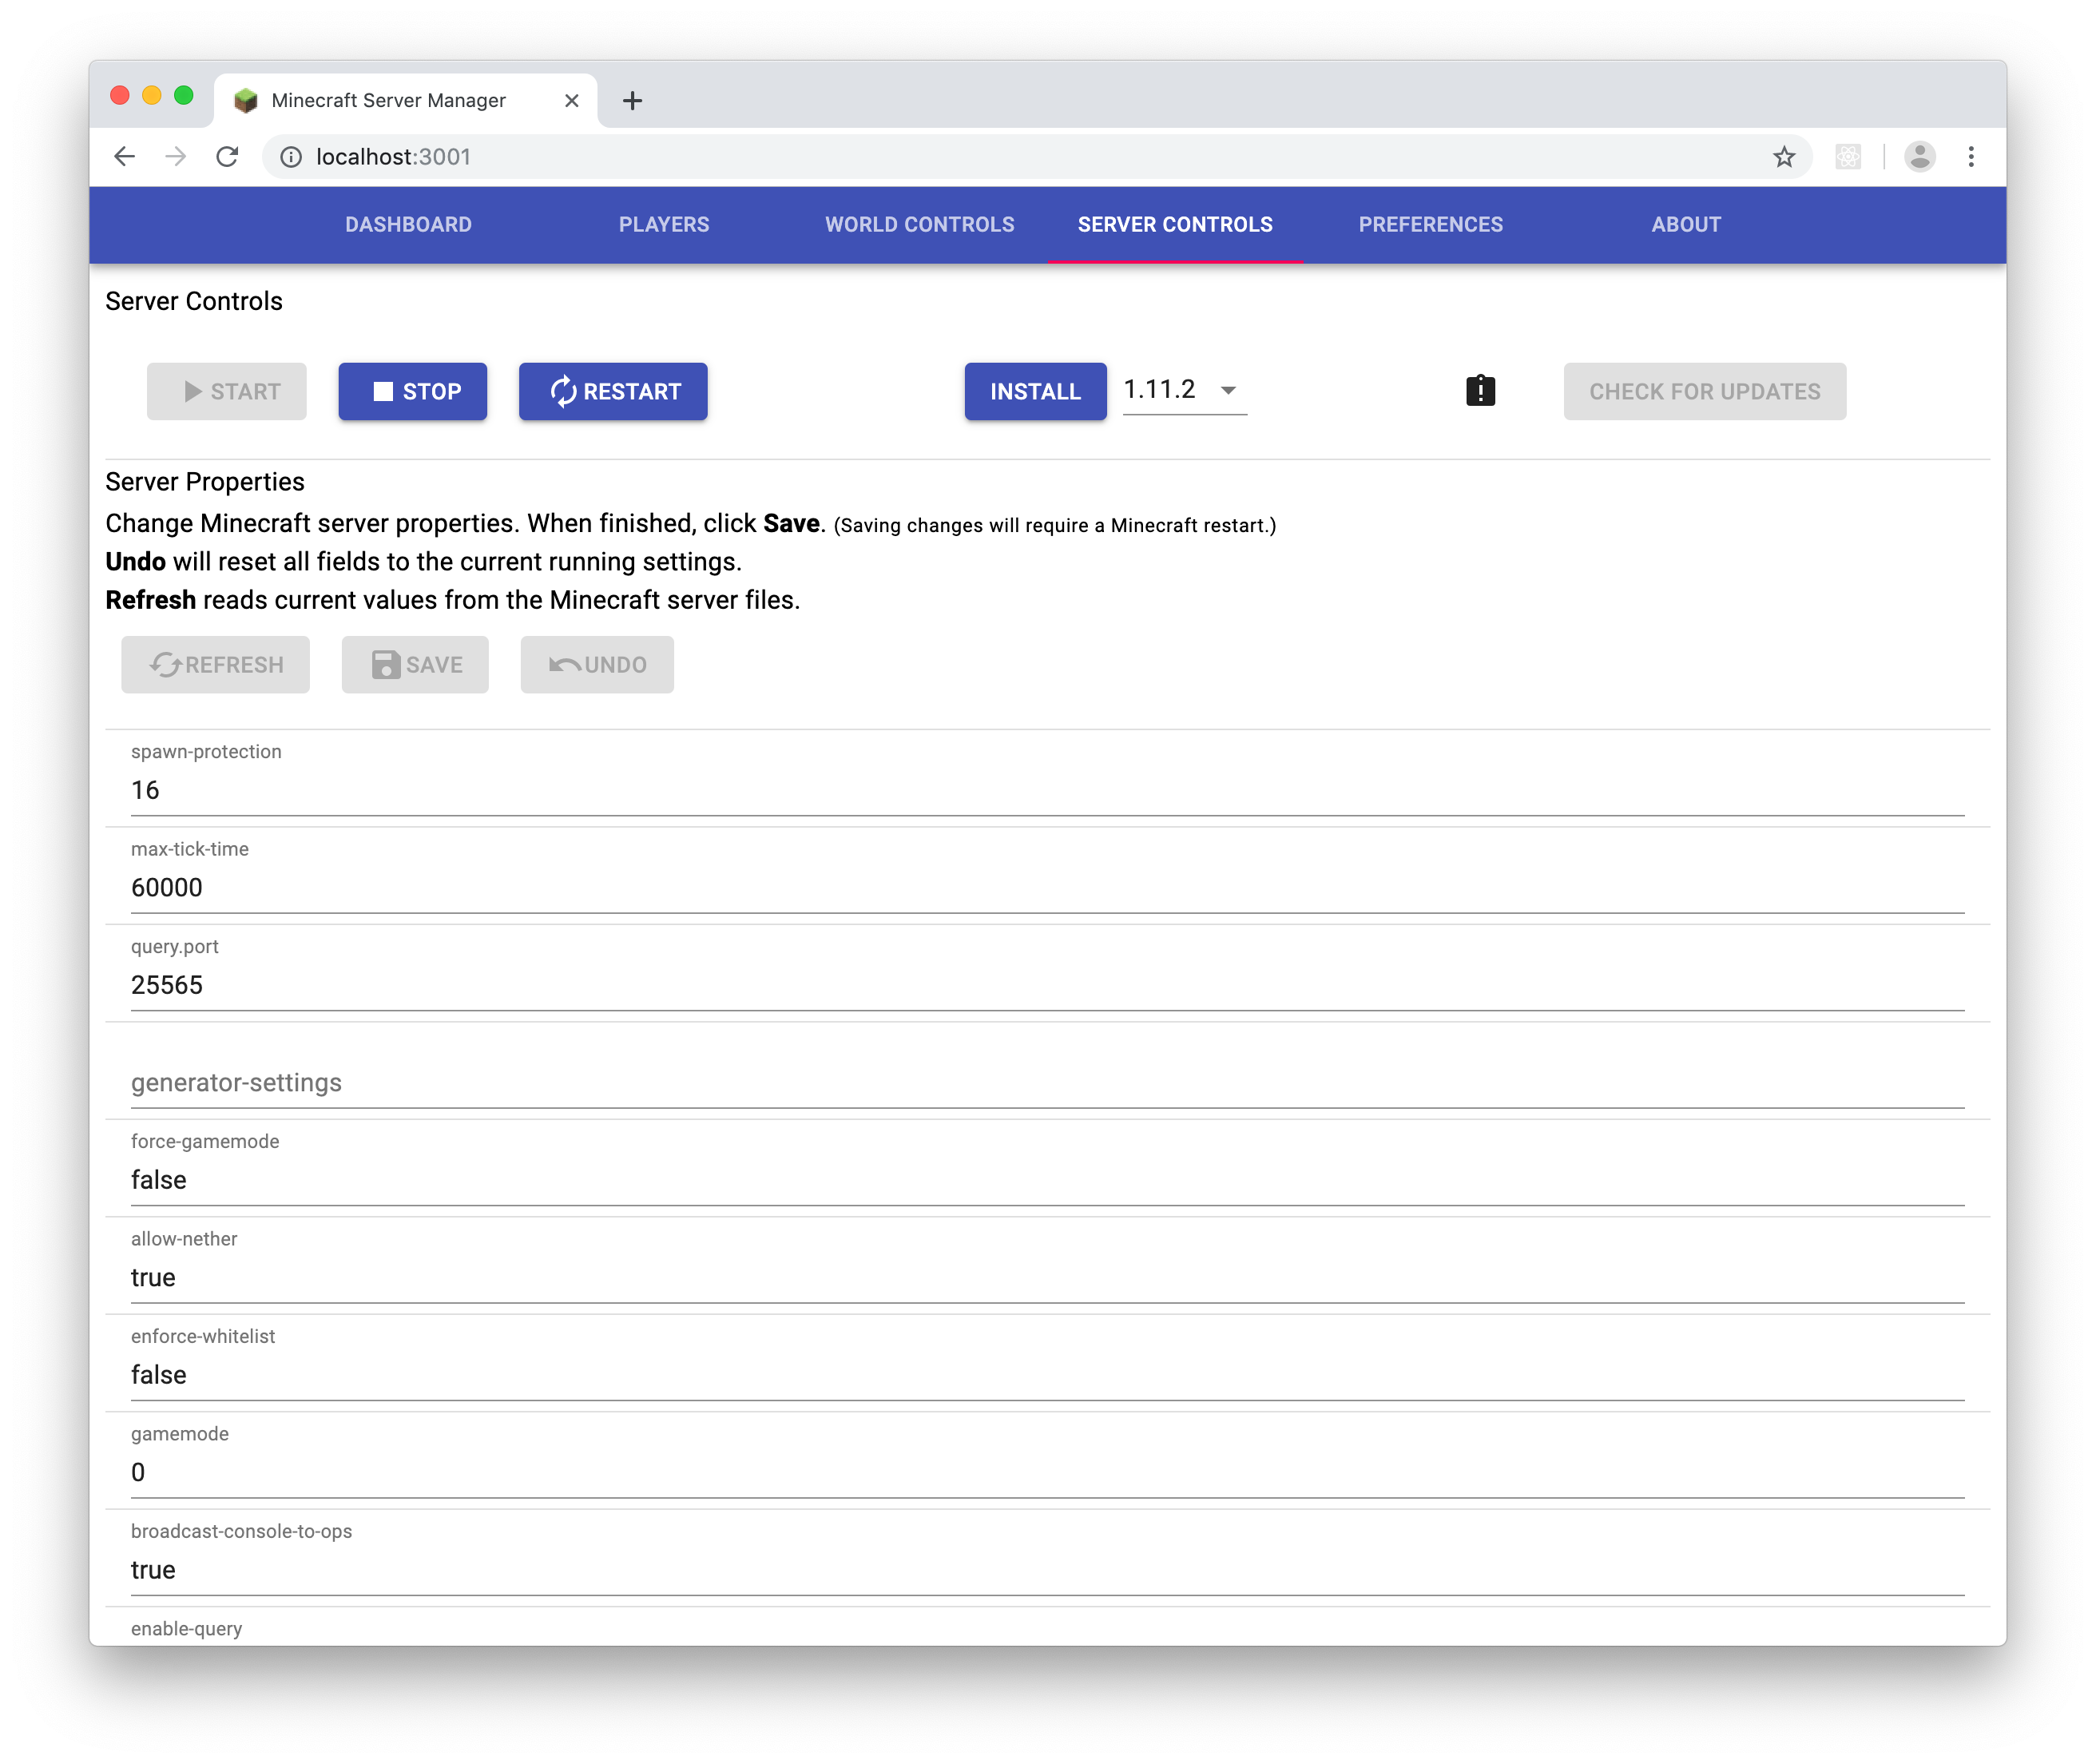 Minecraft Server Manager
localhost:3001
DASHBOARD PLAYERS WORLD CONTROLS SERVER CONTROLS PREFERENCES ABOUT
Server Controls
START STOP RESTART INSTALL 1.11.2 CHECK FOR UPDATES
Server Properties
Change Minecraft server properties. When finished, click Save. (Saving changes will require a Minecraft restart.)
Undo will reset all fields to the current running settings.
Refresh reads current values from the Minecraft server files.
REFRESH SAVE UNDO
spawn-protection
16
max-tick-time
60000
query.port
25565
generator-settings
force-gamemode
false
allow-nether
true
enforce-whitelist
false
gamemode
0
broadcast-console-to-ops
true
enable-query